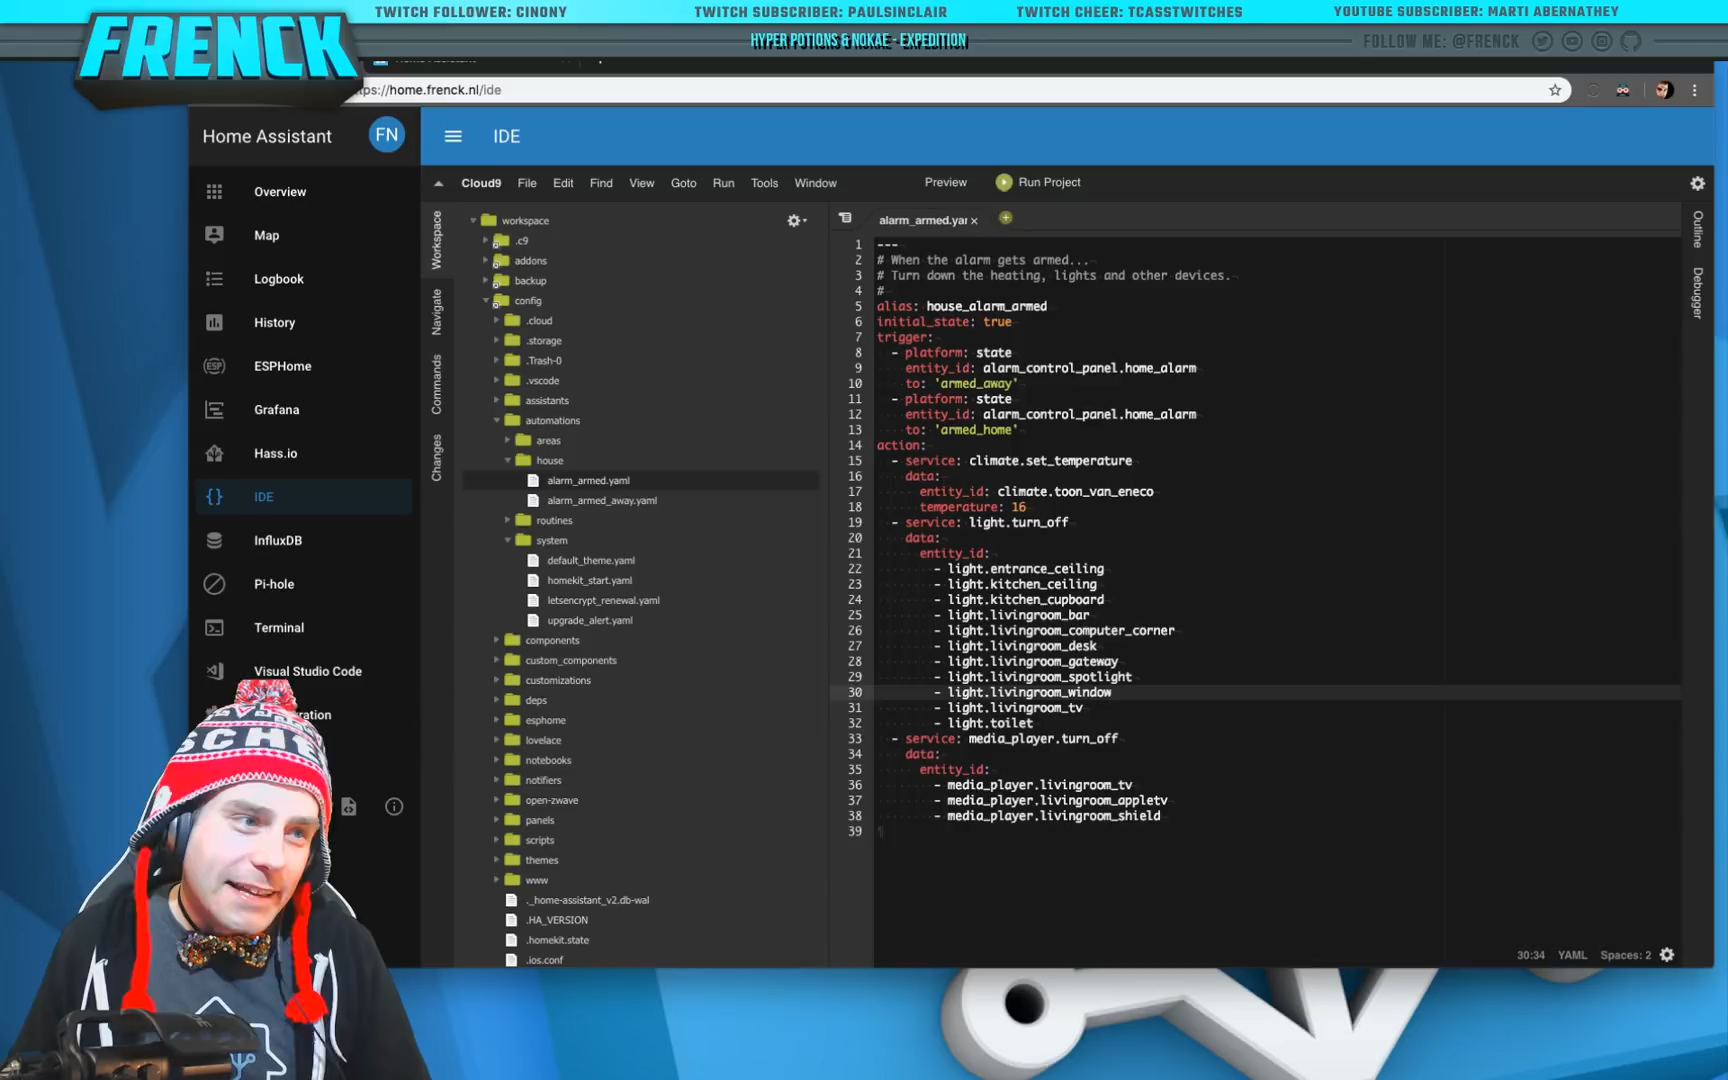 TWITCH FOLLOWER: CINONY
TWITCH SUBSCRIBER: PAULSINCLAIR
TWITCH CHEER: TCASSTWITCHES
YOUTUBE SUBSCRIBER: MARTI ABERNATHEY
FRENCK
HYPER POTIONS & NOKAE - EXPEDITION
FOLLOW ME: @FRENCK
ps://home.frenck.nl/ide
Home Assistant
FN
IDE
Overview
Map
Logbook
History
ESPHome
Grafana
Hass.io
IDE
InfluxDB
Pi-hole
Terminal
Visual Studio Code
ration
ESP
SCHE
Cloud9 File Edit Find View Goto Run Tools Window Preview Run Project
Workspace
Navigate
Commands
Changes
workspace
.c9
addons
backup
config
.cloud
.storage
.Trash-0
.vscode
assistants
automations
areas
house
alarm_armed.yaml
alarm_armed_away.yaml
routines
system
default_theme.yaml
homekit_start.yaml
letsencrypt_renewal.yaml
upgrade_alert.yaml
components
custom_components
customizations
deps
esphome
lovelace
notebooks
notifiers
open-zwave
panels
scripts
themes
www
._home-assistant_v2.db-wal
.HA_VERSION
.homekit.state
.ios.conf
alarm_armed.yar
1 ---
2 # When the alarm gets armed...
3 # Turn down the heating, lights and other devices.
4 #
5 alias: house_alarm_armed
6 initial_state: true
7 trigger:
8 - platform: state
9 entity_id: alarm_control_panel.home_alarm
10 to: 'armed_away'
11 - platform: state
12 entity_id: alarm_control_panel.home_alarm
13 to: 'armed_home'
14 action:
15 - service: climate.set_temperature
16 data:
17 entity_id: climate.toon_van_eneco
18 temperature: 16
19 - service: light.turn_off
20 data:
21 entity_id:
22 - light.entrance_ceiling
23 - light.kitchen_ceiling
24 - light.kitchen_cupboard
25 - light.livingroom_bar
26 - light.livingroom_computer_corner
27 - light.livingroom_desk
28 - light.livingroom_gateway
29 - light.livingroom_spotlight
30 - light.livingroom_window
31 - light.livingroom_tv
32 - light.toilet
33 - service: media_player.turn_off
34 data:
35 entity_id:
36 - media_player.livingroom_tv
37 - media_player.livingroom_appletv
38 - media_player.livingroom_shield
39
Outline
Debugger
30:34 YAML Spaces: 2